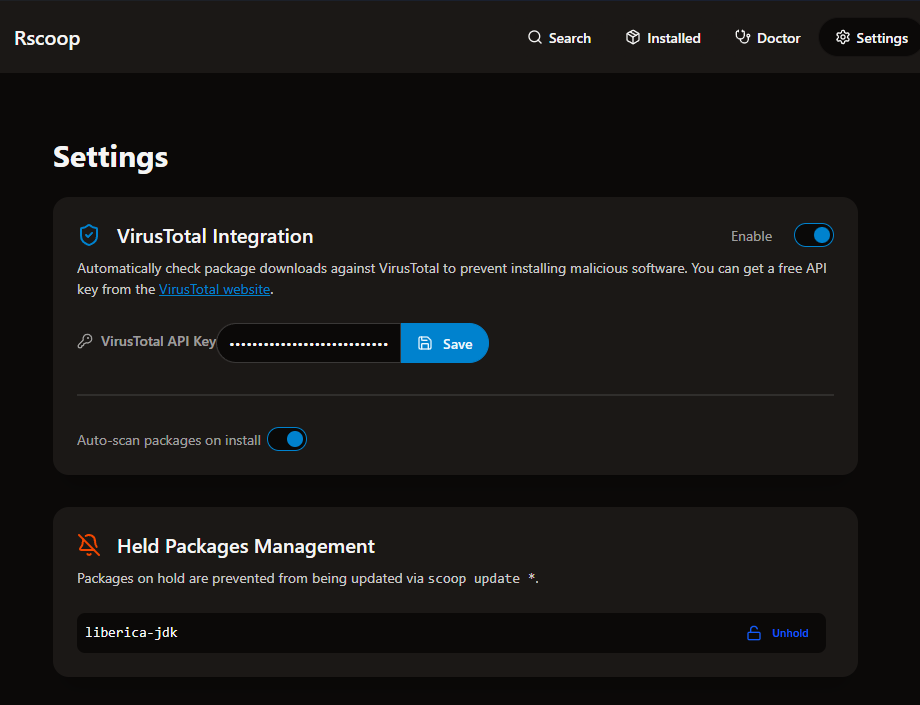 Rscoop
Search
Installed
Doctor
Settings
Settings
VirusTotal Integration
Enable
Automatically check package downloads against VirusTotal to prevent installing malicious software. You can get a free API
key from the VirusTotal website.
VirusTotal API Key
••••••••••••••••••••••••••••
Save
Auto-scan packages on install
Held Packages Management
Packages on hold are prevented from being updated via scoop update *.
liberica-jdk
Unhold